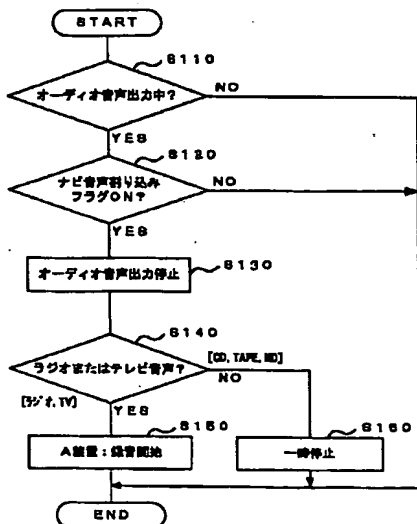 START
S110
オーディオ音声出力中?
NO
YES
S120
ナビ音声割り込み
フラグON?
NO
YES
オーディオ音声出力停止
S130
S140
ラジオまたはテレビ音声?
[CD, TAPE, MD]
NO
[ラジオ, TV]
YES
S150
S160
A装置:録音開始
一時停止
END